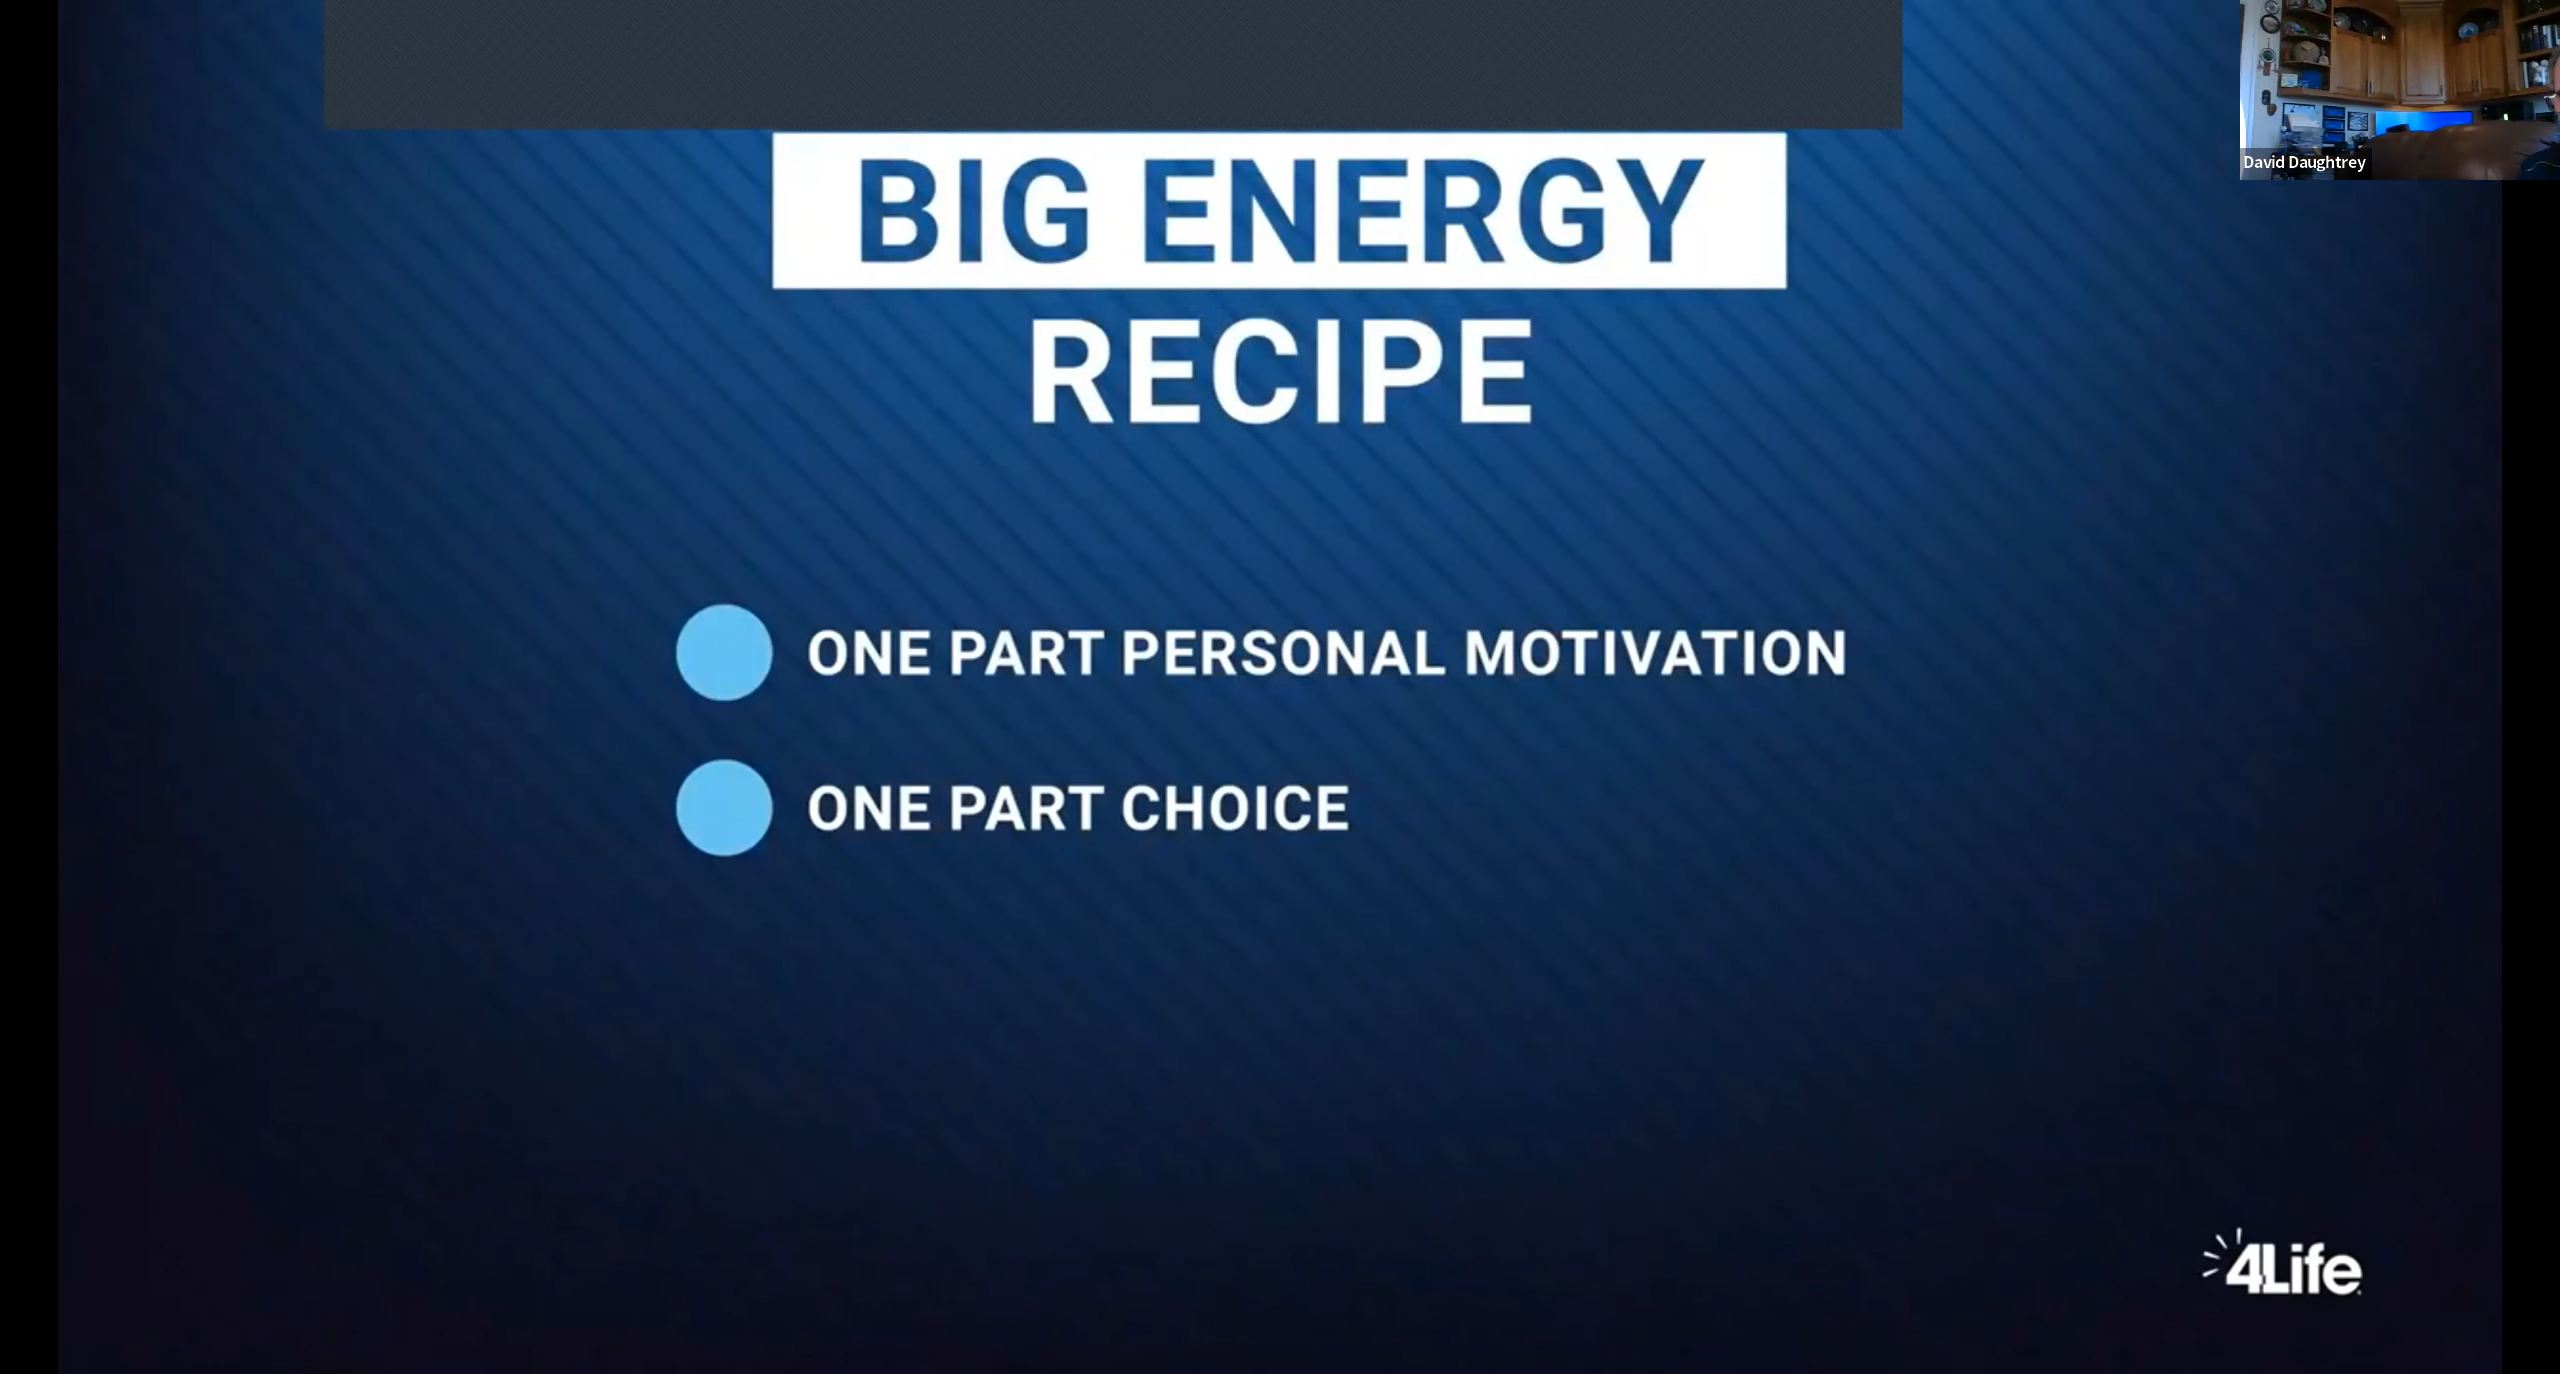 David Daughtrey
BIG ENERGY
RECIPE
ONE PART PERSONAL MOTIVATION
ONE PART CHOICE
4Life